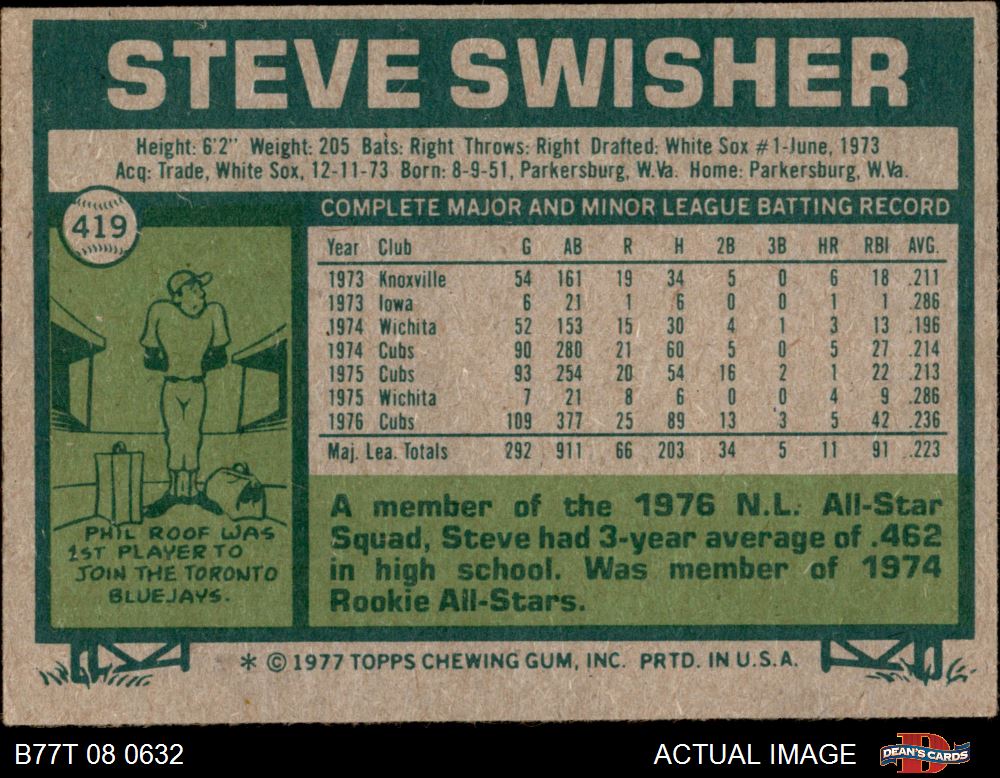 STEVE SWISHER
Height: 6'2" Weight: 205 Bats: Right Throws: Right Drafted: White Sox #1-June, 1973
Acq: Trade, White Sox, 12-11-73 Born: 8-9-51, Parkersburg, W.Va. Home: Parkersburg, W.Va.
419
COMPLETE MAJOR AND MINOR LEAGUE BATTING RECORD
Year Club G AB R H 2B 3B HR RBI AVG.
1973 Knoxville 54 161 19 34 5 0 6 18 .211
1973 Iowa 6 21 1 6 0 0 1 1 .286
1974 Wichita 52 153 15 30 4 1 3 13 .196
1974 Cubs 90 280 21 60 5 0 5 27 .214
1975 Cubs 93 254 20 54 16 2 1 22 .213
1975 Wichita 7 21 8 6 0 0 4 9 .286
1976 Cubs 109 377 25 89 13 3 5 42 .236
Maj. Lea. Totals 292 911 66 203 34 5 11 91 .223
PHIL ROOF WAS
1ST PLAYER TO
JOIN THE TORONTO
BLUEJAYS.
A member of the 1976 N.L. All-Star
Squad, Steve had 3-year average of .462
in high school. Was member of 1974
Rookie All-Stars.
* © 1977 TOPPS CHEWING GUM, INC. PRTD. IN U.S.A.
B77T 08 0632
ACTUAL IMAGE
DEAN'S CARDS